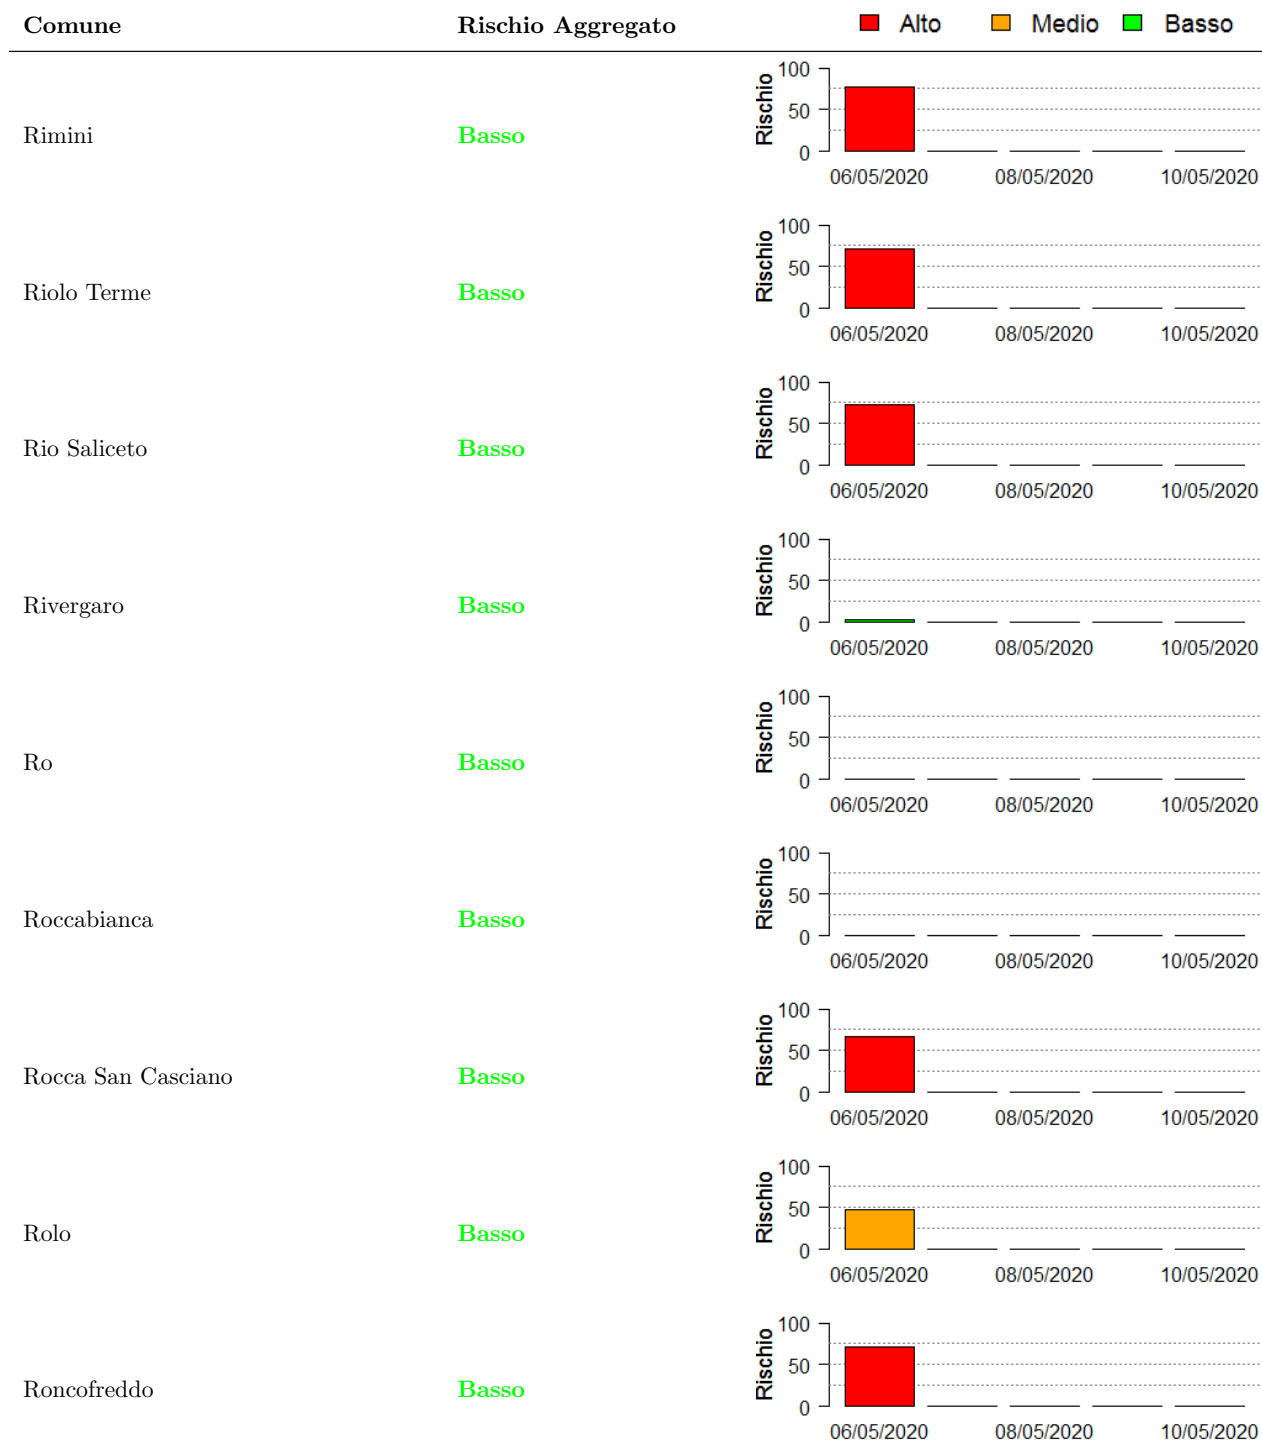 Comune Rischio Aggregato Alto Medio Basso
Rimini Basso Rischio 100 50 0
06/05/2020 08/05/2020 10/05/2020
Riolo Terme Basso Rischio 100 50 0
06/05/2020 08/05/2020 10/05/2020
Rio Saliceto Basso Rischio 100 50 0
06/05/2020 08/05/2020 10/05/2020
Rivergaro Basso Rischio 100 50 0
06/05/2020 08/05/2020 10/05/2020
Ro Basso Rischio 100 50 0
06/05/2020 08/05/2020 10/05/2020
Roccabianca Basso Rischio 100 50 0
06/05/2020 08/05/2020 10/05/2020
Rocca San Casciano Basso Rischio 100 50 0
06/05/2020 08/05/2020 10/05/2020
Rolo Basso Rischio 100 50 0
06/05/2020 08/05/2020 10/05/2020
Roncofreddo Basso Rischio 100 50 0
06/05/2020 08/05/2020 10/05/2020